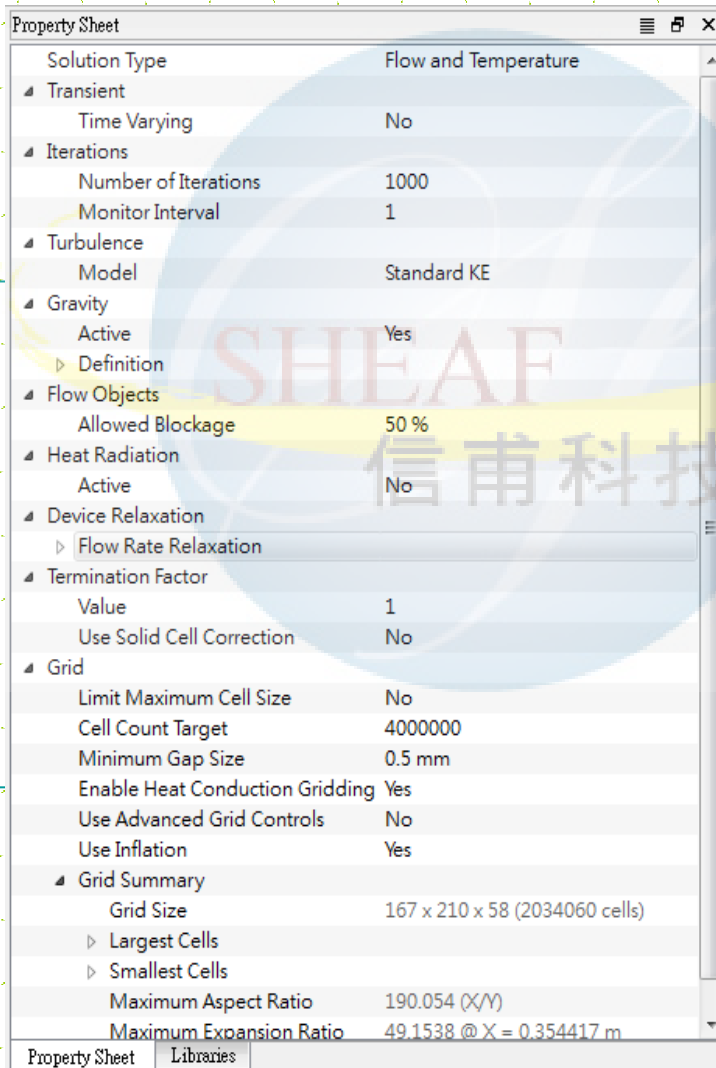 Property Sheet
Solution Type Flow and Temperature
Transient
Time Varying No
Iterations
Number of Iterations 1000
Monitor Interval 1
Turbulence
Model Standard KE
Gravity
Active Yes
Definition
Flow Objects
Allowed Blockage 50 %
Heat Radiation
Active No
Device Relaxation
Flow Rate Relaxation
Termination Factor
Value 1
Use Solid Cell Correction No
Grid
Limit Maximum Cell Size No
Cell Count Target 4000000
Minimum Gap Size 0.5 mm
Enable Heat Conduction Gridding Yes
Use Advanced Grid Controls No
Use Inflation Yes
Grid Summary
Grid Size 167 x 210 x 58 (2034060 cells)
Largest Cells
Smallest Cells
Maximum Aspect Ratio 190.054 (X/Y)
Maximum Expansion Ratio 49.1538 @ X = 0.354417 m
Property Sheet Libraries
SHEAF
信甫科技